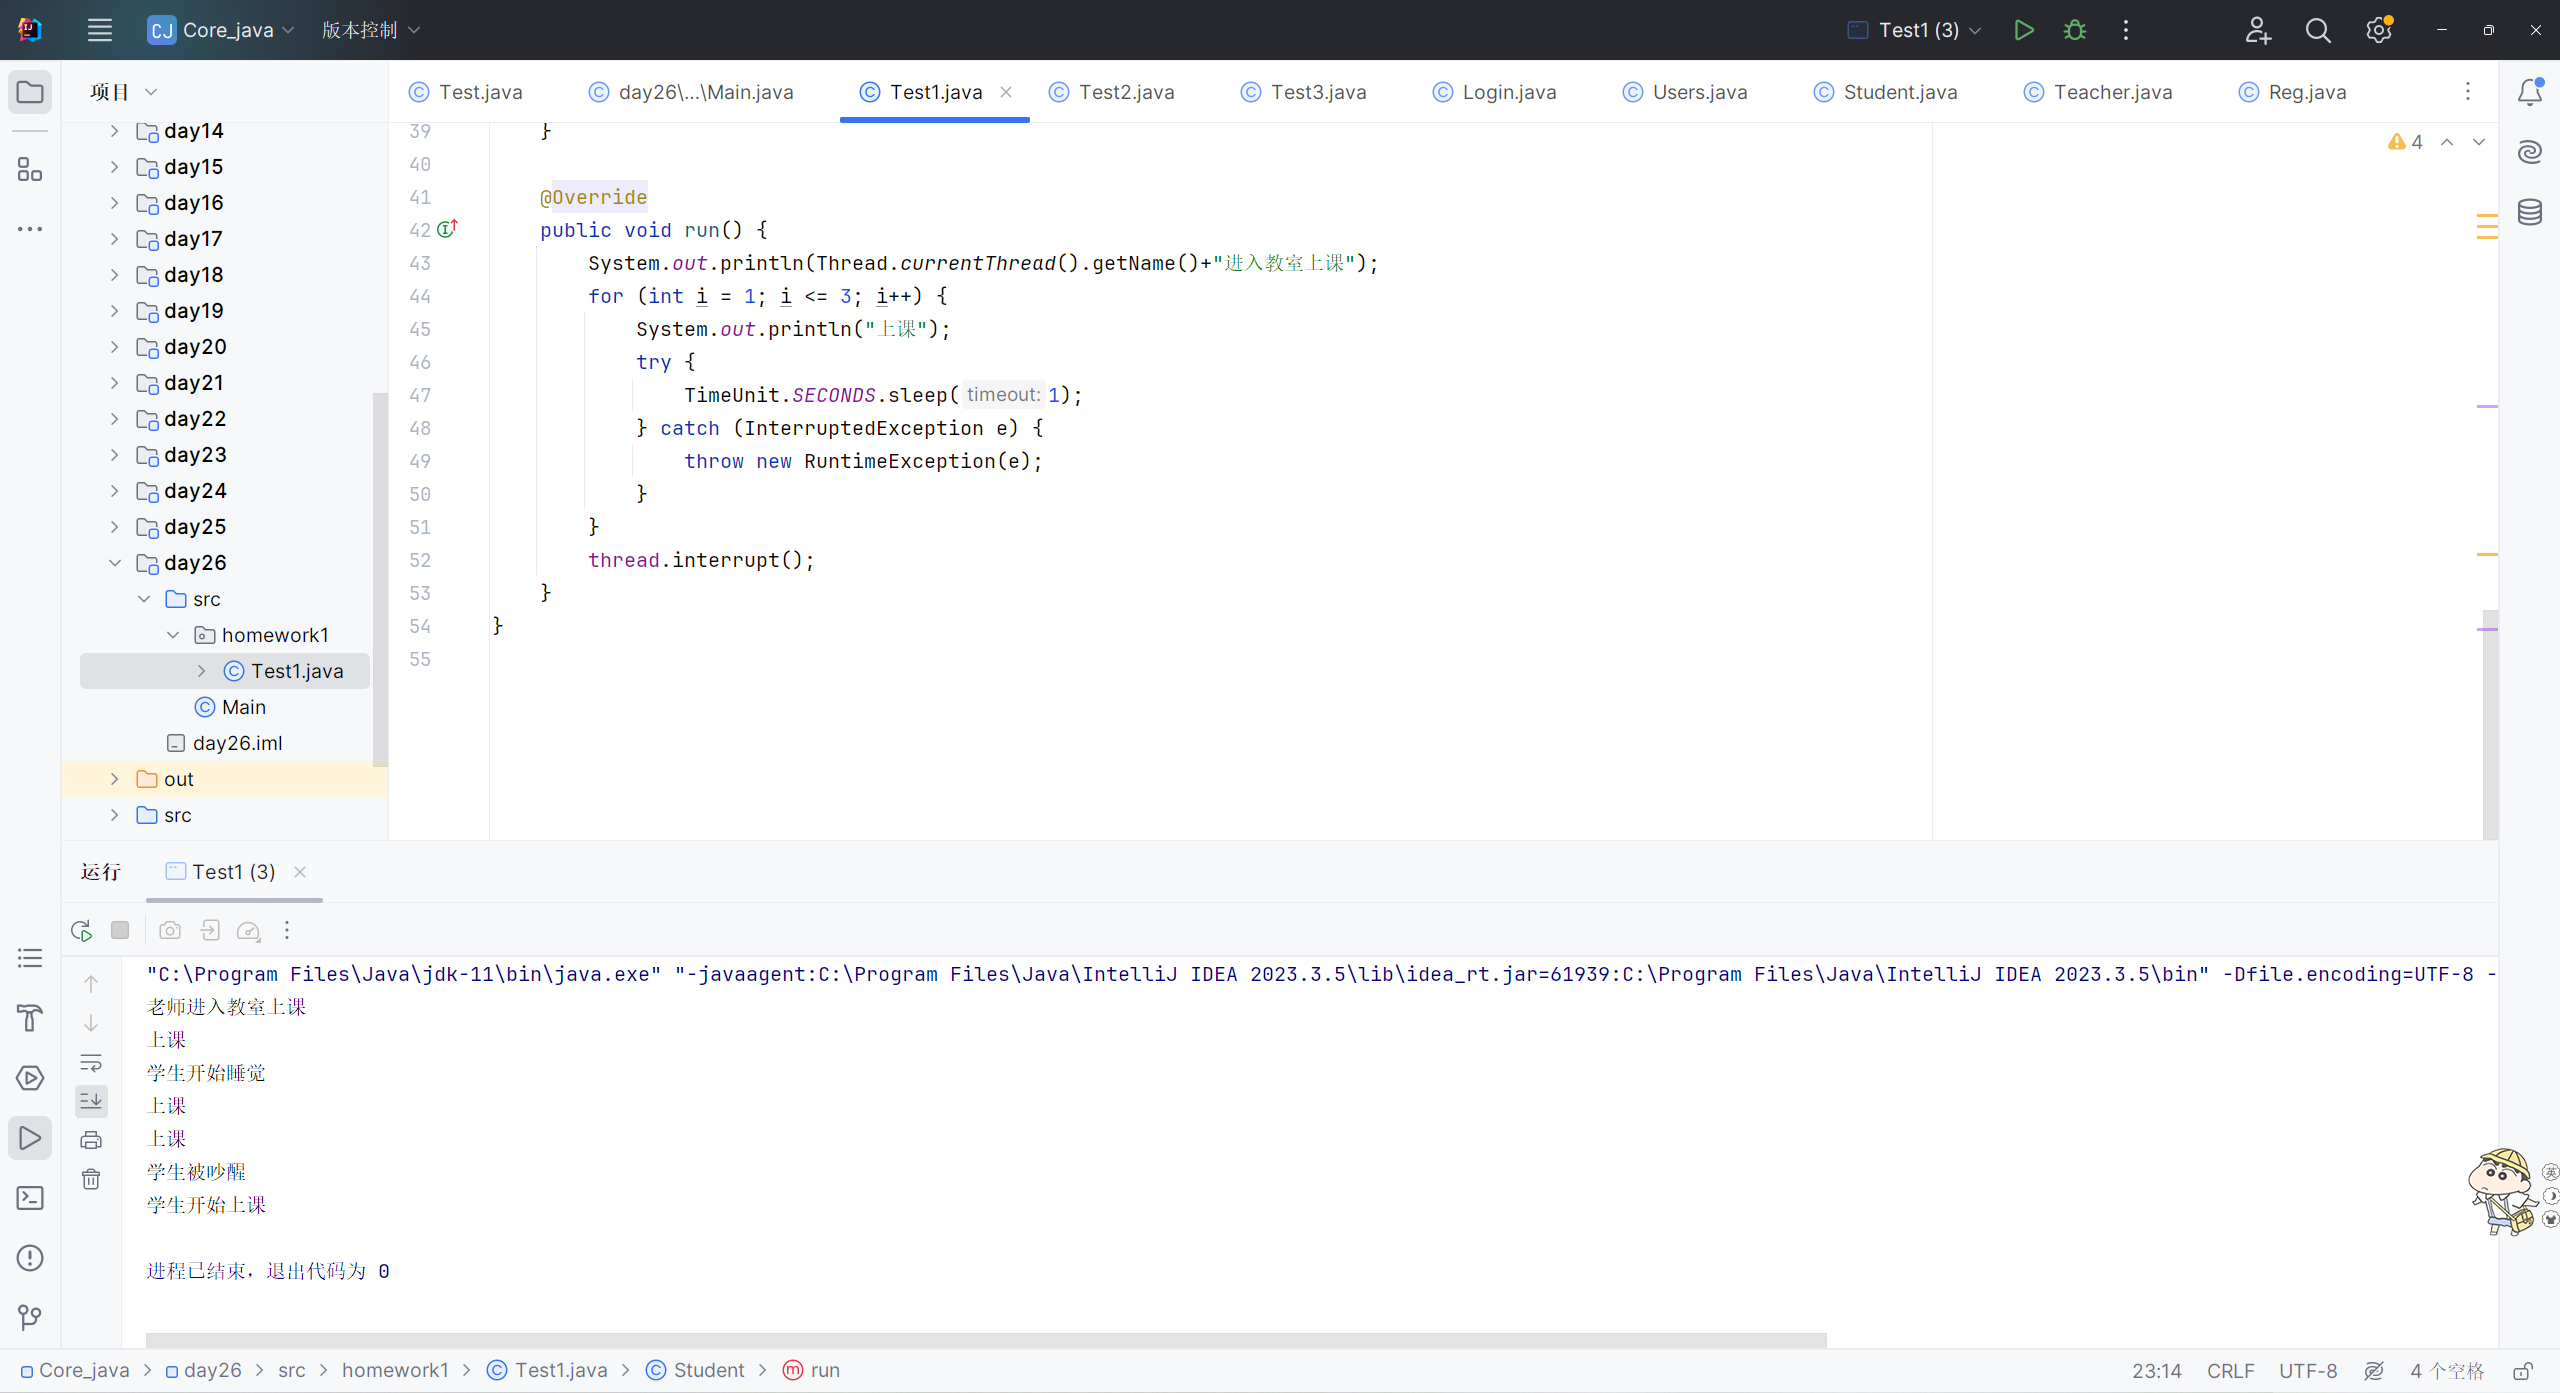 CJ Core_java 版本控制 Test1 (3)
项目
Test.java day26\...\Main.java Test1.java Test2.java Test3.java Login.java Users.java Student.java Teacher.java Reg.java
day14
day15
day16
day17
day18
day19
day20
day21
day22
day23
day24
day25
day26
src
homework1
Test1.java
Main
day26.iml
out
src
4
39 }
40
41 @Override
42 public void run() {
43 System.out.println(Thread.currentThread().getName()+"进入教室上课");
44 for (int i = 1; i <= 3; i++) {
45 System.out.println("上课");
46 try {
47 TimeUnit.SECONDS.sleep( timeout: 1);
48 } catch (InterruptedException e) {
49 throw new RuntimeException(e);
50 }
51 }
52 thread.interrupt();
53 }
54 }
55
运行 Test1 (3)
"C:\Program Files\Java\jdk-11\bin\java.exe" "-javaagent:C:\Program Files\Java\IntelliJ IDEA 2023.3.5\lib\idea_rt.jar=61939:C:\Program Files\Java\IntelliJ IDEA 2023.3.5\bin" -Dfile.encoding=UTF-8 -
老师进入教室上课
上课
学生开始睡觉
上课
上课
学生被吵醒
学生开始上课
进程已结束，退出代码为 0
英
Core_java > day26 > src > homework1 > Test1.java > Student > run
23:14 CRLF UTF-8 4 个空格